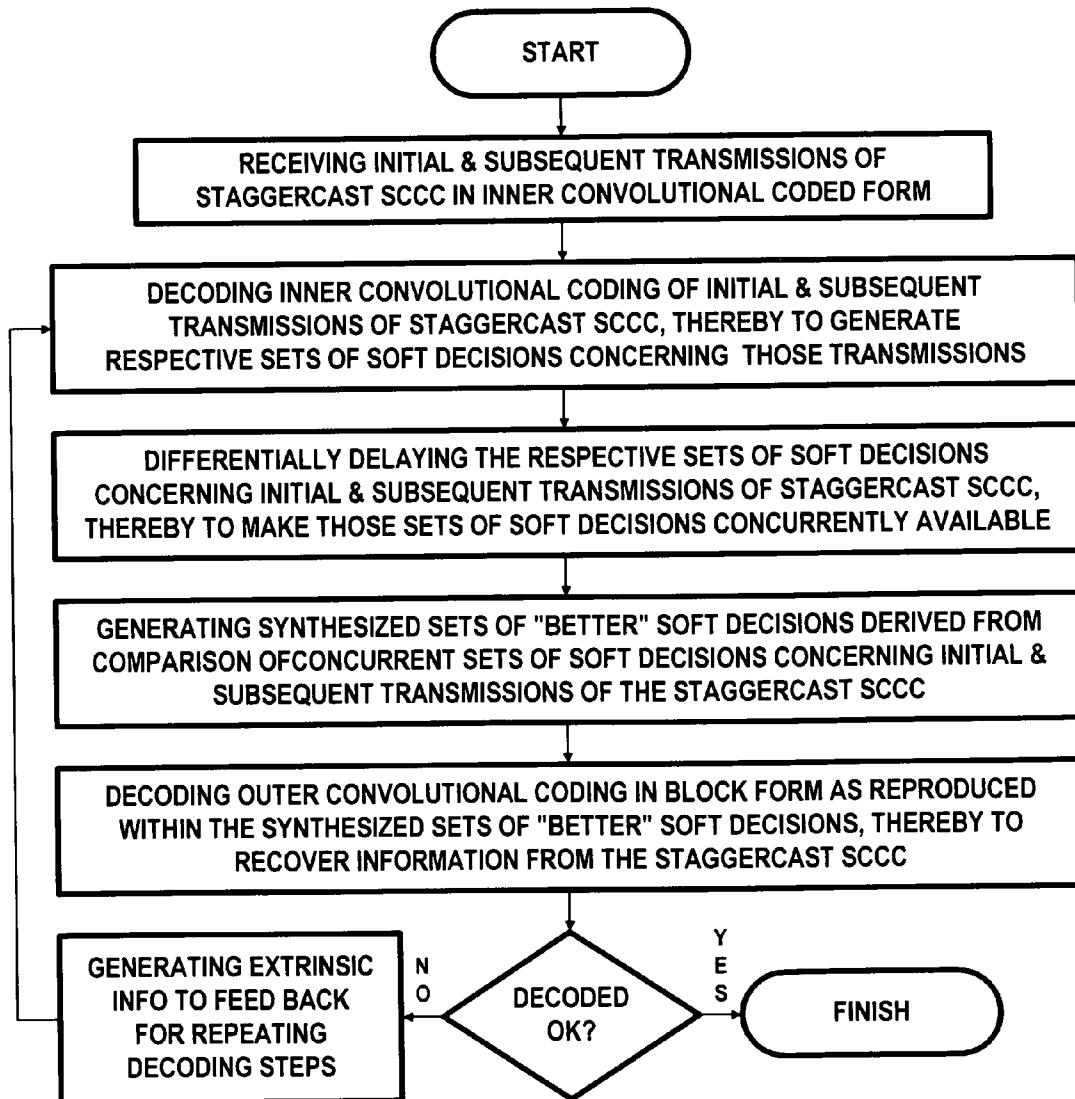 START
RECEIVING INITIAL & SUBSEQUENT TRANSMISSIONS OF
STAGGERCAST SCCC IN INNER CONVOLUTIONAL CODED FORM
DECODING INNER CONVOLUTIONAL CODING OF INITIAL & SUBSEQUENT
TRANSMISSIONS OF STAGGERCAST SCCC, THEREBY TO GENERATE
RESPECTIVE SETS OF SOFT DECISIONS CONCERNING THOSE TRANSMISSIONS
DIFFERENTIALLY DELAYING THE RESPECTIVE SETS OF SOFT DECISIONS
CONCERNING INITIAL & SUBSEQUENT TRANSMISSIONS OF STAGGERCAST SCCC,
THEREBY TO MAKE THOSE SETS OF SOFT DECISIONS CONCURRENTLY AVAILABLE
GENERATING SYNTHESIZED SETS OF "BETTER" SOFT DECISIONS DERIVED FROM
COMPARISON OFCONCURRENT SETS OF SOFT DECISIONS CONCERNING INITIAL &
SUBSEQUENT TRANSMISSIONS OF THE STAGGERCAST SCCC
DECODING OUTER CONVOLUTIONAL CODING IN BLOCK FORM AS REPRODUCED
WITHIN THE SYNTHESIZED SETS OF "BETTER" SOFT DECISIONS, THEREBY TO
RECOVER INFORMATION FROM THE STAGGERCAST SCCC
GENERATING EXTRINSIC
INFO TO FEED BACK
FOR REPEATING
DECODING STEPS
NO
DECODED
OK?
YES
FINISH